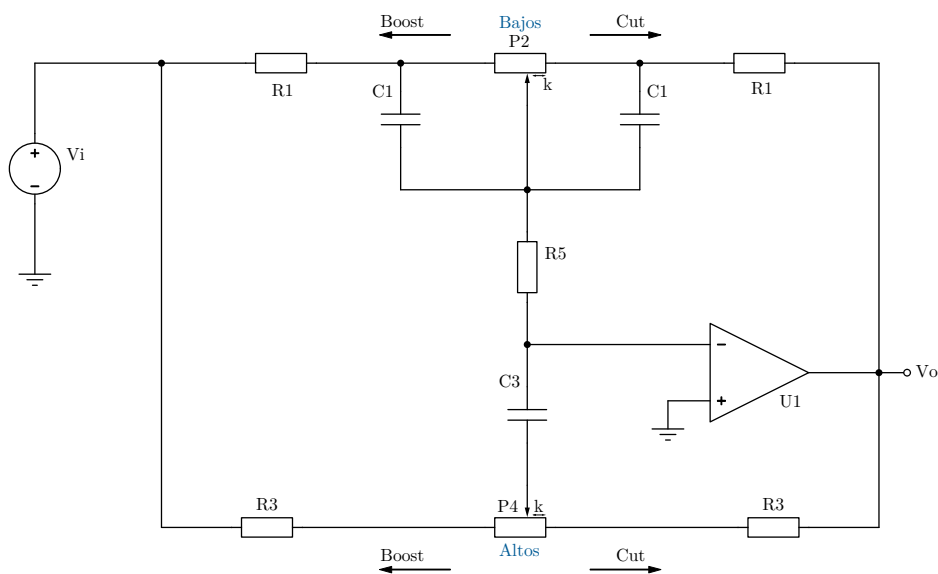 Boost
Bajos
Cut
P2
R1
C1
k
C1
R1
Vi
R5
C3
Vo
U1
R3
P4
k
R3
Boost
Altos
Cut